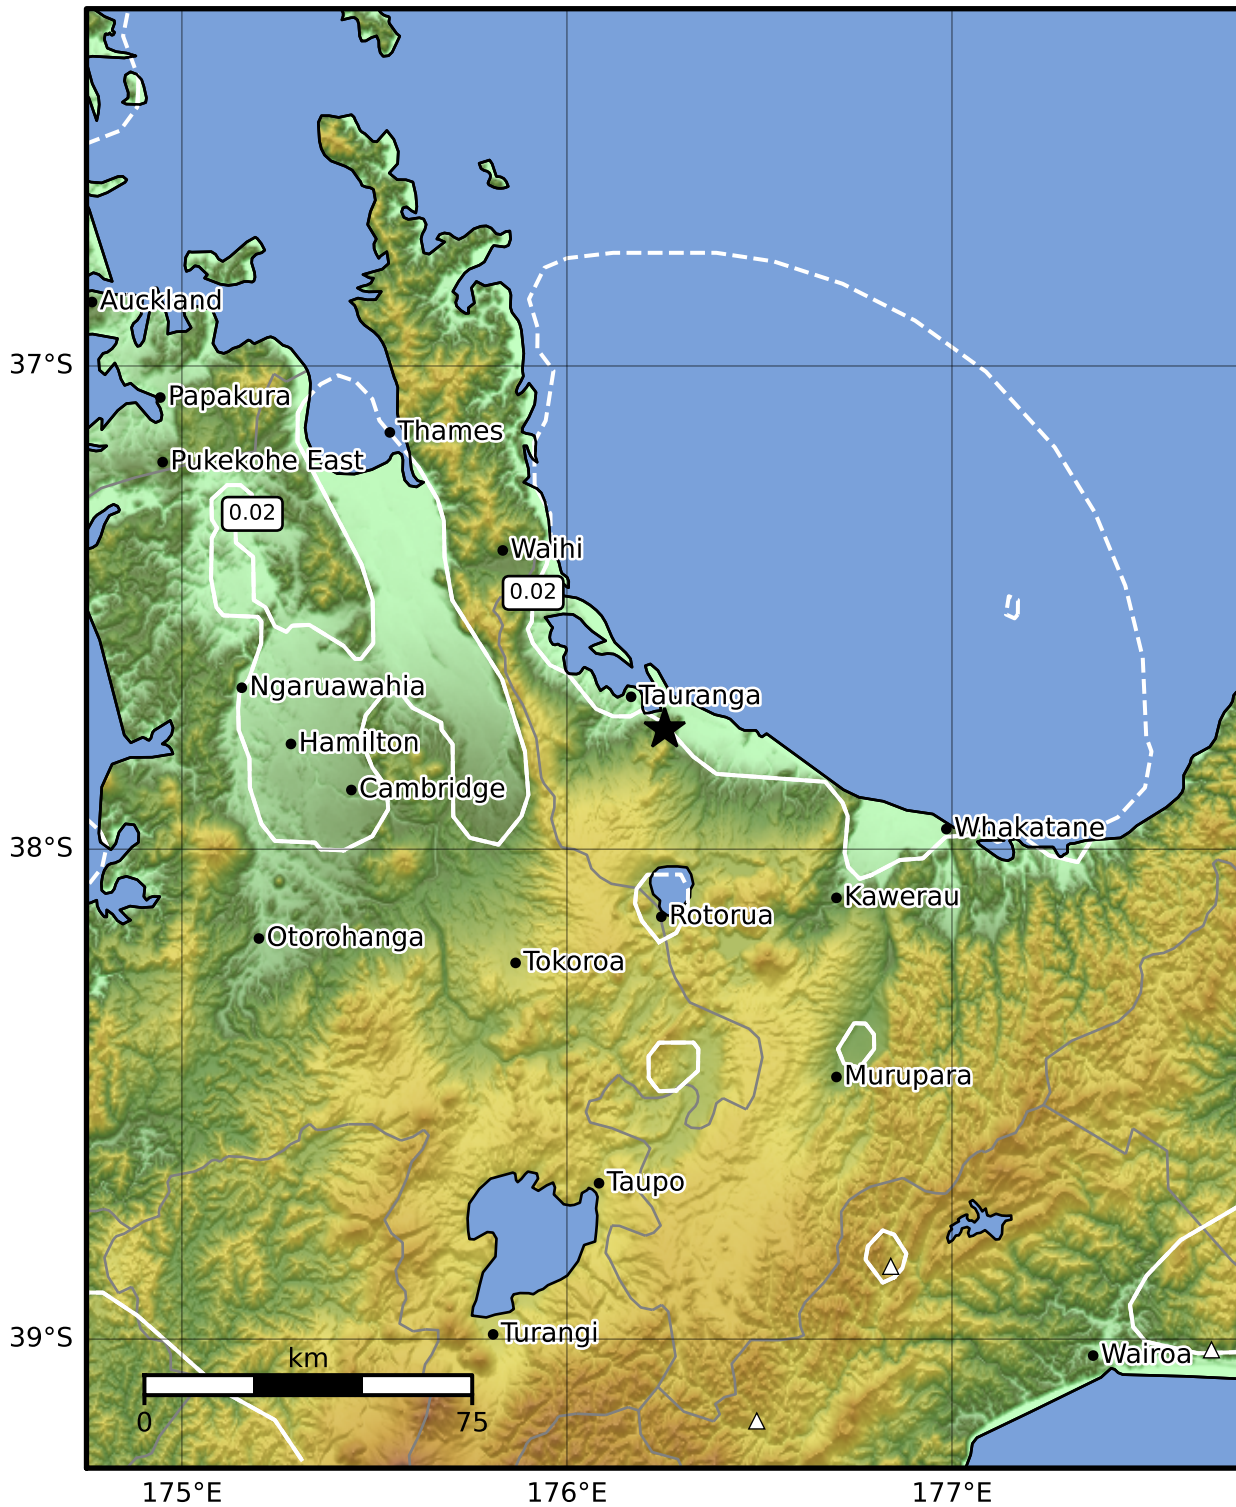 Auckland
37°S
Papakura
Thames
Pukekohe East
0.02
Waihi
0.02
Ngaruawahia
Tauranga
Hamilton
Cambridge
Whakatane
38°S
Kawerau
Rotorua
Otorohanga
Tokoroa
Murupara
Taupo
39°S
Turangi
Wairoa
km
0 75
175°E 176°E 177°E